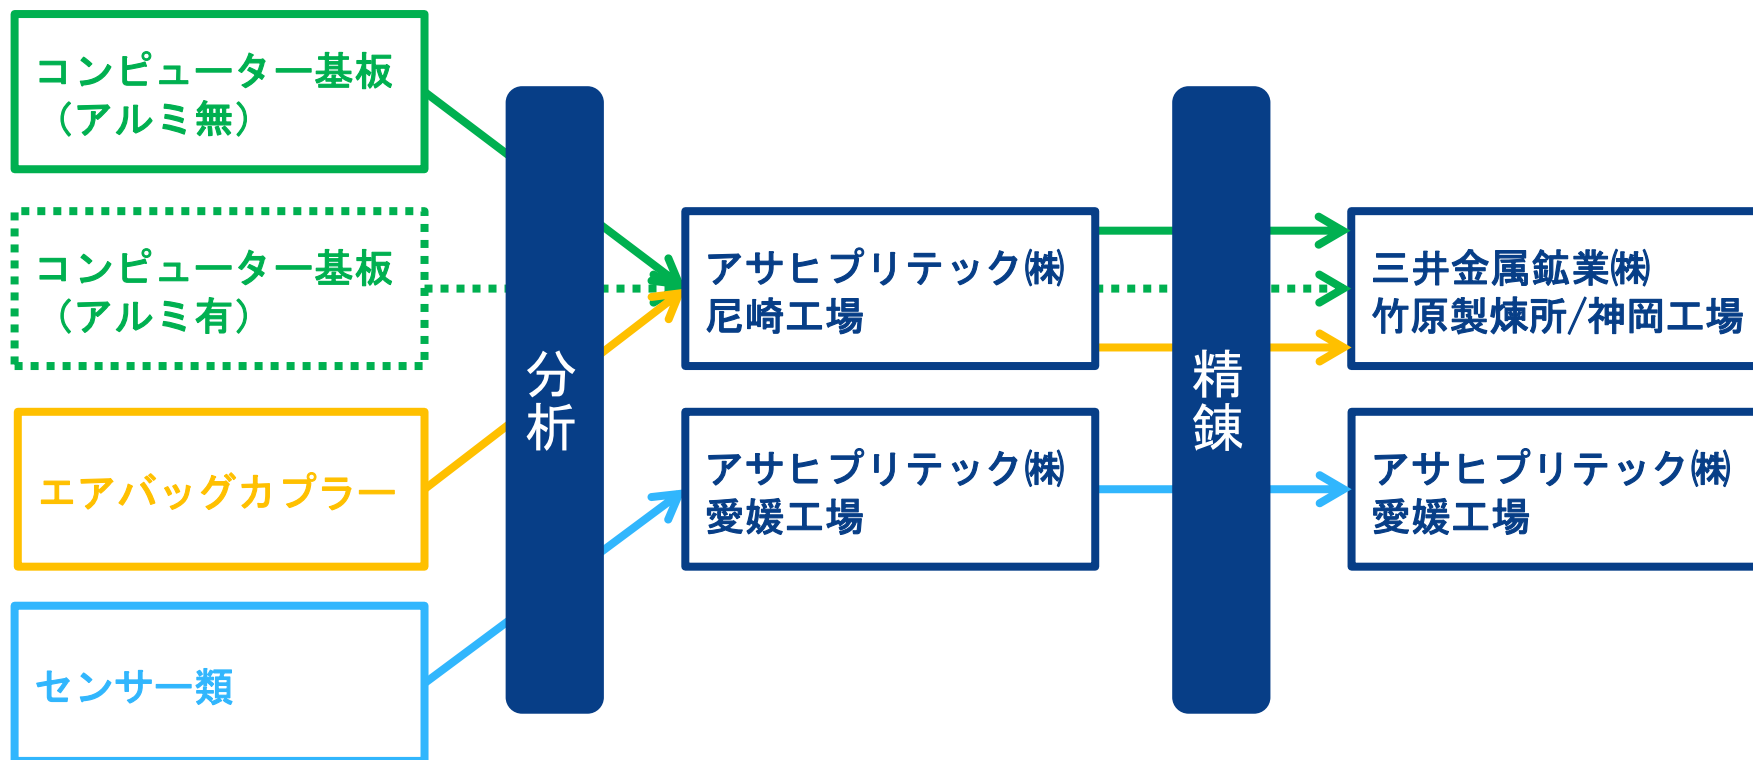 コンピューター基板
（アルミ無）
コンピューター基板
（アルミ有）
エアバッグカプラー
センサー類
分析
アサヒプリテック㈱
尼崎工場
アサヒプリテック㈱
愛媛工場
精錬
三井金属鉱業㈱
竹原製煉所/神岡工場
アサヒプリテック㈱
愛媛工場